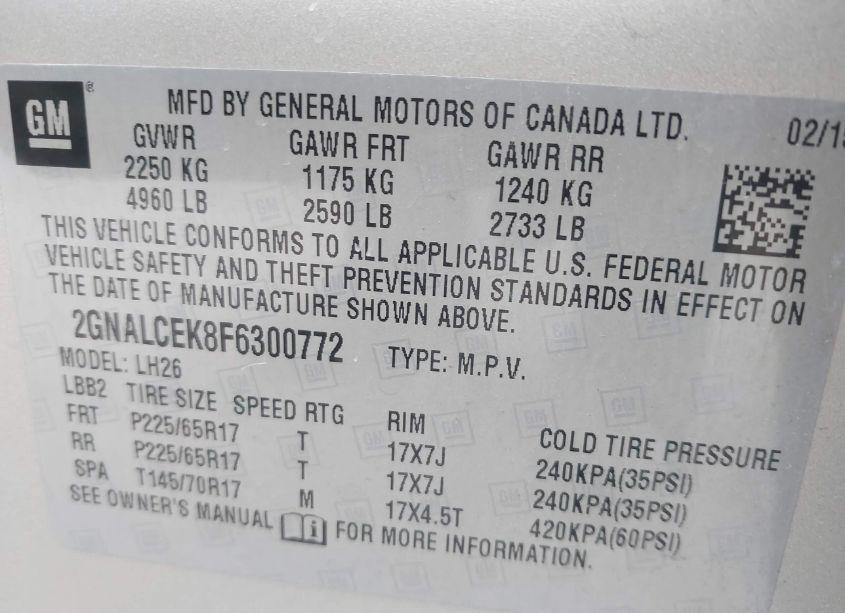 GM ®
MFD BY GENERAL MOTORS OF CANADA LTD. 02/15
GVWR GAWR FRT GAWR RR
2250 KG 1175 KG 1240 KG
4960 LB 2590 LB 2733 LB
THIS VEHICLE CONFORMS TO ALL APPLICABLE U.S. FEDERAL MOTOR
VEHICLE SAFETY AND THEFT PREVENTION STANDARDS IN EFFECT ON
THE DATE OF MANUFACTURE SHOWN ABOVE.
2GNALCEK8F6300772 TYPE: M.P.V.
MODEL: LH26
LBB2 TIRE SIZE SPEED RTG RIM COLD TIRE PRESSURE
FRT P225/65R17 T 17X7J 240KPA(35PSI)
RR P225/65R17 T 17X7J 240KPA(35PSI)
SPA T145/70R17 M 17X4.5T 420KPA(60PSI)
SEE OWNER'S MANUAL i FOR MORE INFORMATION.